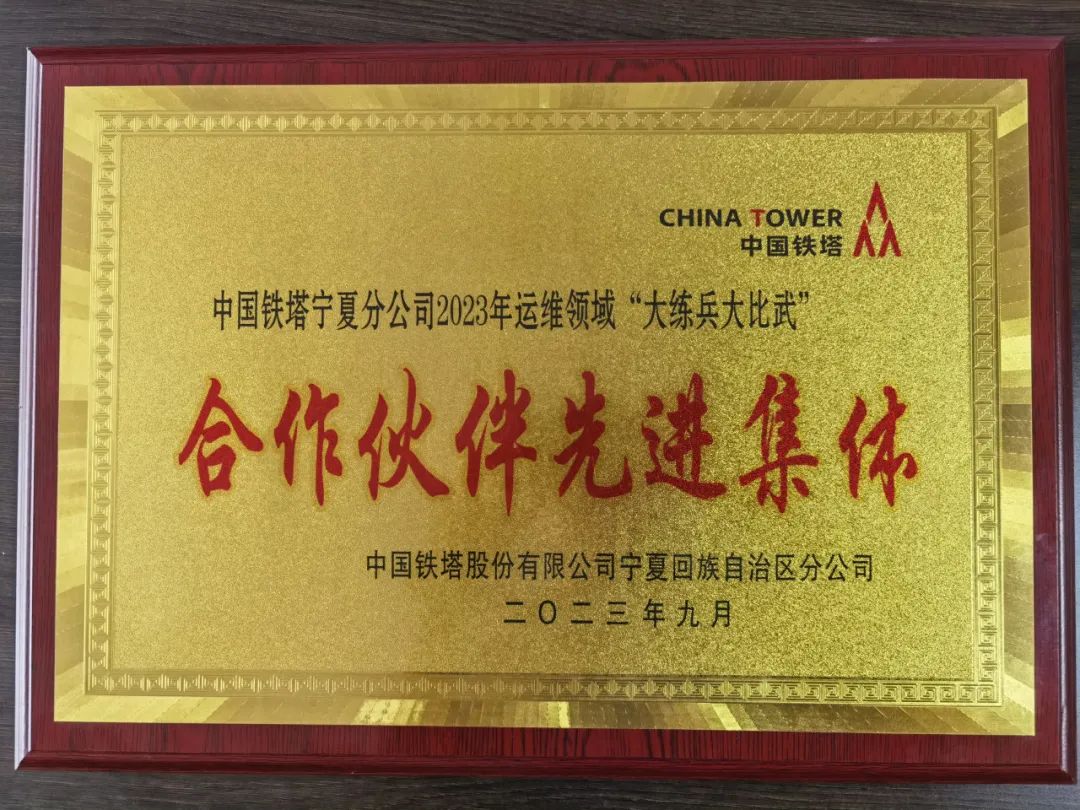 CHINA TOWER
中国铁塔
中国铁塔宁夏分公司2023年运维领域“大练兵大比武”
合作伙伴先进集体
中国铁塔股份有限公司宁夏回族自治区分公司
二〇二三年九月